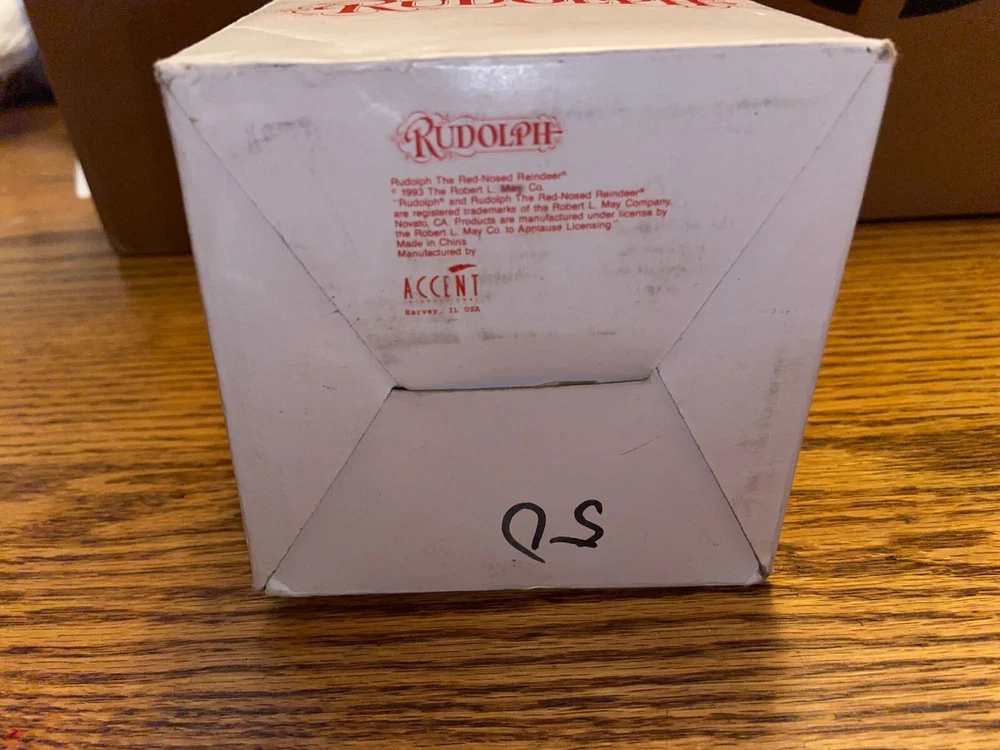 RUDOLPH
RUDOLPH
Rudolph The Red-Nosed Reindeer®
© 1993 The Robert L. May Co.
"Rudolph® and Rudolph The Red-Nosed Reindeer®
are registered trademarks of the Robert L. May Company,
Novato, CA. Products are manufactured under license by
the Robert L. May Co. to Applause Licensing."
Made in China
Manufactured by
ACCENT
INTERNATIONAL
Harvey, IL USA